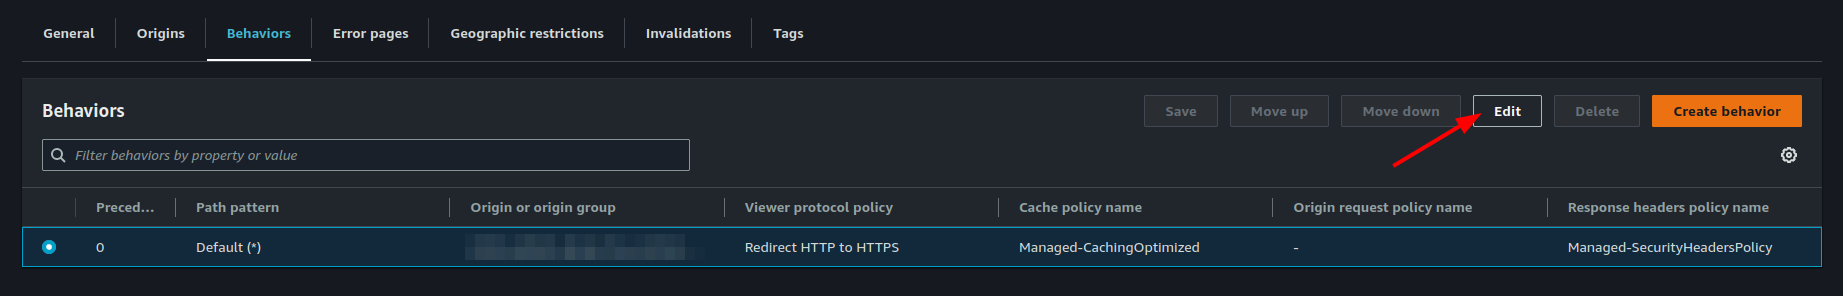 General Origins Behaviors Error pages Geographic restrictions Invalidations Tags
Behaviors Save Move up Move down Edit Delete Create behavior
Filter behaviors by property or value
Preced... Path pattern Origin or origin group Viewer protocol policy Cache policy name Origin request policy name Response headers policy name
0 Default (*) Redirect HTTP to HTTPS Managed-CachingOptimized - Managed-SecurityHeadersPolicy